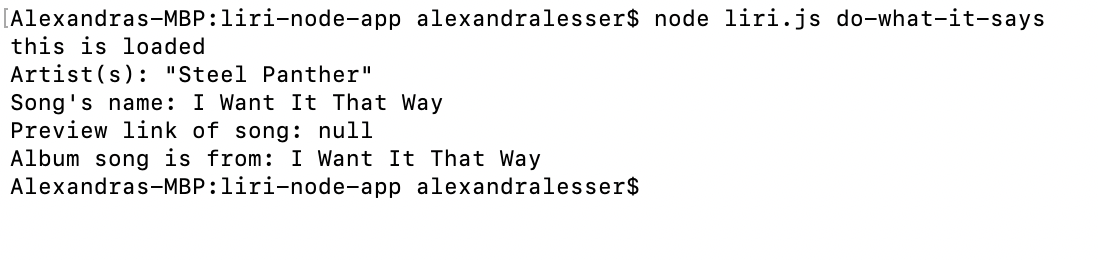 [Alexandras-MBP:liri-node-app alexandralesser$ node liri.js do-what-it-says
this is loaded
Artist(s): "Steel Panther"
Song's name: I Want It That Way
Preview link of song: null
Album song is from: I Want It That Way
Alexandras-MBP:liri-node-app alexandralesser$